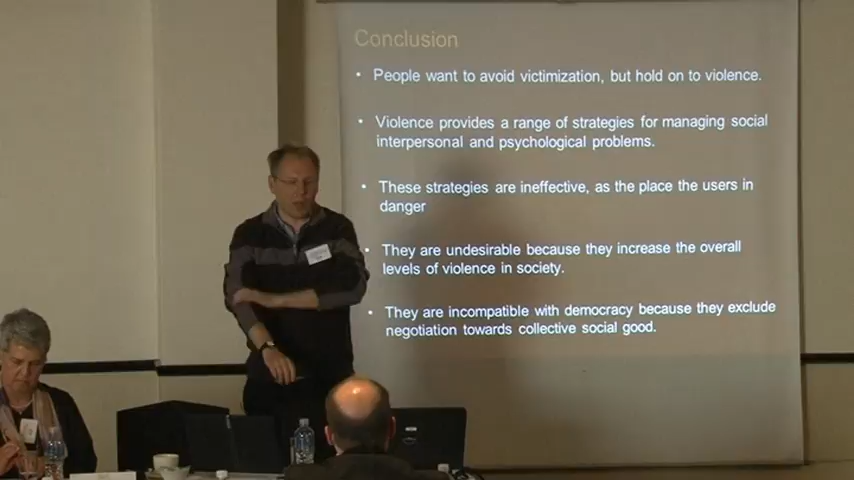 Conclusion
• People want to avoid victimization, but hold on to violence.
• Violence provides a range of strategies for managing social
interpersonal and psychological problems.
• These strategies are ineffective, as the place the users in
danger
• They are undesirable because they increase the overall
levels of violence in society.
• They are incompatible with democracy because they exclude
negotiation towards collective social good.